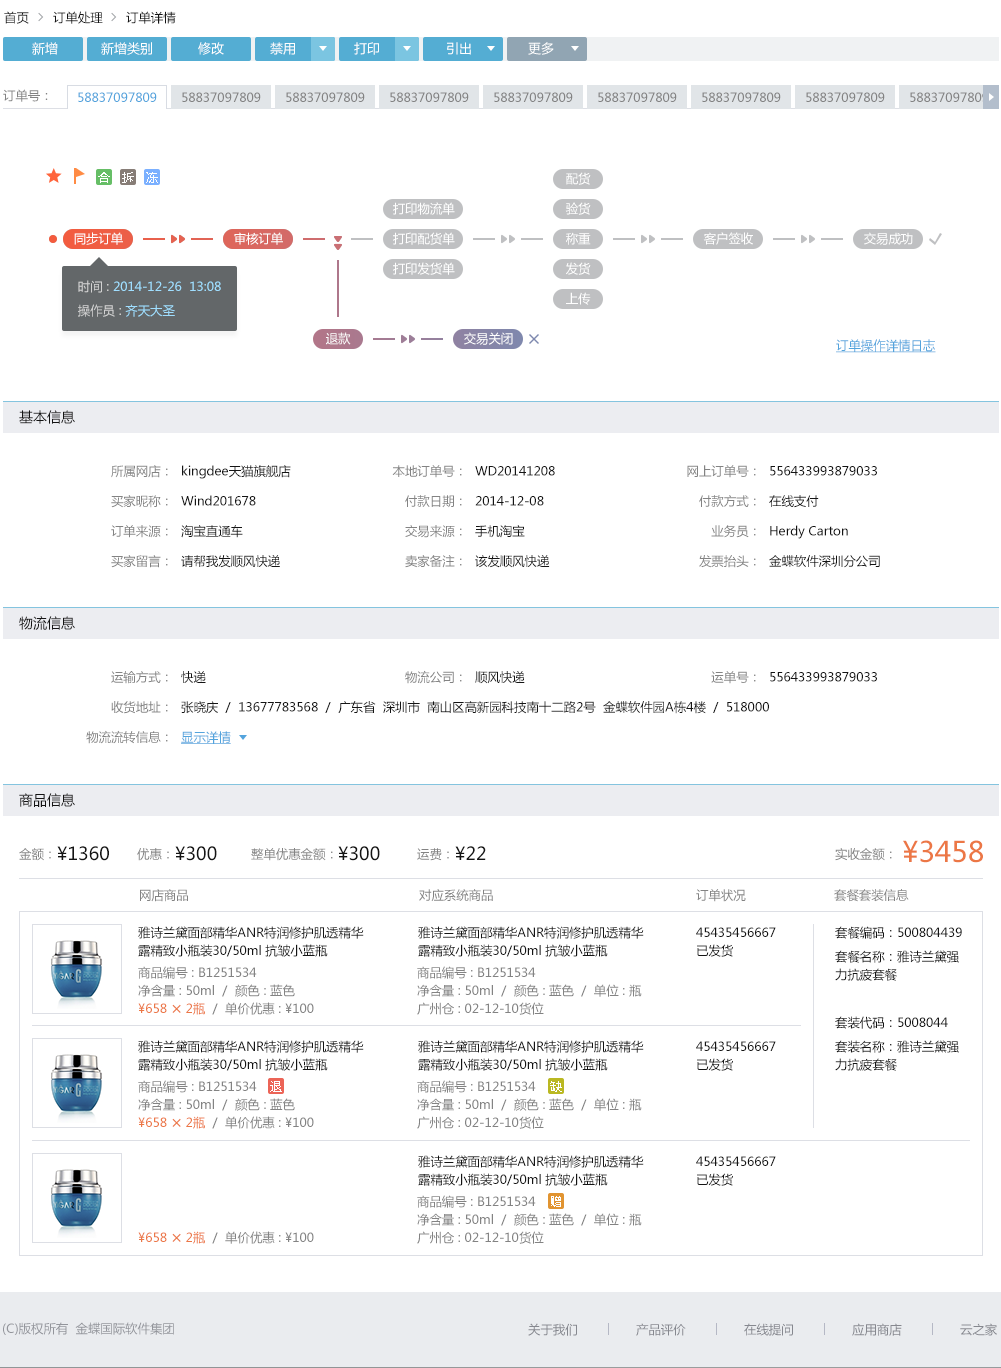 首页 > 订单处理 > 订单详情
新增 新增类别 修改 禁用 打印 引出 更多
订单号： 58837097809 58837097809 58837097809 58837097809 58837097809 58837097809 58837097809 58837097809 5883709780
合 拆 冻
配货
打印物流单 验货
同步订单 审核订单 打印配货单 称重 客户签收 交易成功
打印发货单 发货
时间 : 2014-12-26 13:08
上传
操作员 : 齐天大圣
退款 交易关闭
订单操作详情日志
基本信息
所属网店： kingdee天猫旗舰店 本地订单号： WD20141208 网上订单号： 556433993879033
买家昵称： Wind201678 付款日期： 2014-12-08 付款方式： 在线支付
订单来源： 淘宝直通车 交易来源： 手机淘宝 业务员： Herdy Carton
买家留言： 请帮我发顺风快递 卖家备注： 该发顺风快递 发票抬头： 金蝶软件深圳分公司
物流信息
运输方式： 快递 物流公司： 顺风快递 运单号： 556433993879033
收货地址： 张晓庆 / 13677783568 / 广东省 深圳市 南山区高新园科技南十二路2号 金蝶软件园A栋4楼 / 518000
物流流转信息： 显示详情
商品信息
金额 : ¥1360 优惠 : ¥300 整单优惠金额 : ¥300 运费 : ¥22 实收金额 : ¥3458
网店商品 对应系统商品 订单状况 套餐套装信息
雅诗兰黛面部精华ANR特润修护肌透精华 雅诗兰黛面部精华ANR特润修护肌透精华 45435456667 套餐编码 : 500804439
露精致小瓶装30/50ml 抗皱小蓝瓶 露精致小瓶装30/50ml 抗皱小蓝瓶 已发货 套餐名称 : 雅诗兰黛强
商品编号 : B1251534 商品编号 : B1251534 力抗疲套餐
净含量 : 50ml / 颜色 : 蓝色 净含量 : 50ml / 颜色 : 蓝色 / 单位 : 瓶
¥658 × 2瓶 / 单价优惠 : ¥100 广州仓 : 02-12-10货位 套装代码 : 5008044
雅诗兰黛面部精华ANR特润修护肌透精华 雅诗兰黛面部精华ANR特润修护肌透精华 45435456667 套装名称 : 雅诗兰黛强
露精致小瓶装30/50ml 抗皱小蓝瓶 露精致小瓶装30/50ml 抗皱小蓝瓶 已发货 力抗疲套餐
商品编号 : B1251534 退 商品编号 : B1251534 缺
净含量 : 50ml / 颜色 : 蓝色 净含量 : 50ml / 颜色 : 蓝色 / 单位 : 瓶
¥658 × 2瓶 / 单价优惠 : ¥100 广州仓 : 02-12-10货位
雅诗兰黛面部精华ANR特润修护肌透精华 45435456667
露精致小瓶装30/50ml 抗皱小蓝瓶 已发货
商品编号 : B1251534 赠
净含量 : 50ml / 颜色 : 蓝色 / 单位 : 瓶
¥658 × 2瓶 / 单价优惠 : ¥100 广州仓 : 02-12-10货位
(C)版权所有 金蝶国际软件集团 关于我们 | 产品评价 | 在线提问 | 应用商店 | 云之家